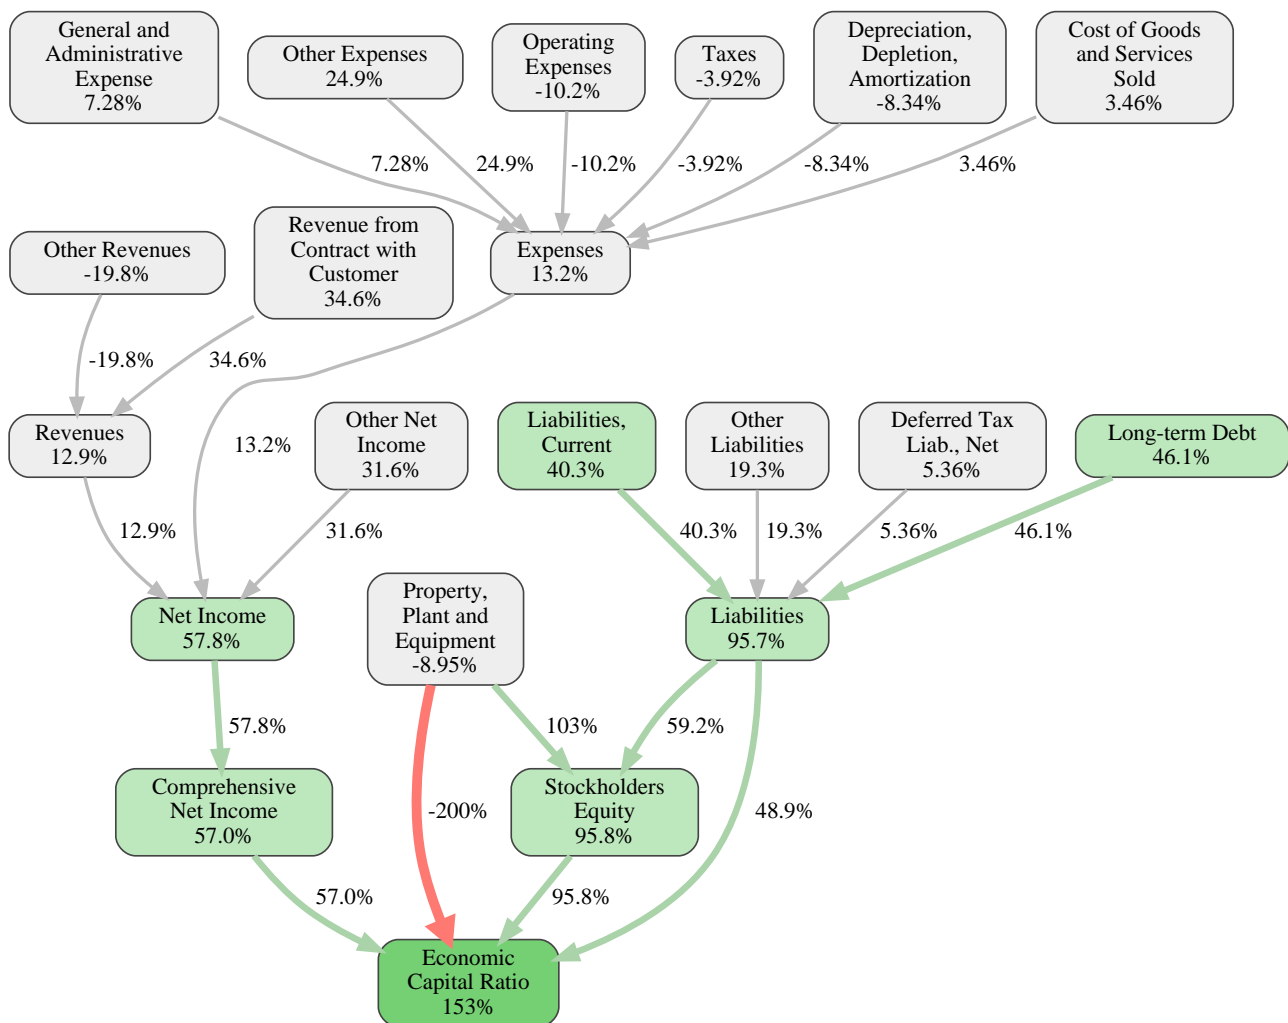 General and
Administrative
Expense
7.28%
Other Expenses
24.9%
Operating
Expenses
-10.2%
Taxes
-3.92%
Depreciation,
Depletion,
Amortization
-8.34%
Cost of Goods
and Services
Sold
3.46%
7.28%
24.9%
-10.2%
-3.92%
-8.34%
3.46%
Other Revenues
-19.8%
Revenue from
Contract with
Customer
34.6%
Expenses
13.2%
-19.8%
34.6%
Revenues
12.9%
13.2%
Other Net
Income
31.6%
Liabilities,
Current
40.3%
Other
Liabilities
19.3%
Deferred Tax
Liab., Net
5.36%
Long-term Debt
46.1%
12.9%
31.6%
40.3%
19.3%
5.36%
46.1%
Net Income
57.8%
Property,
Plant and
Equipment
-8.95%
Liabilities
95.7%
57.8%
103%
59.2%
Comprehensive
Net Income
57.0%
-200%
Stockholders
Equity
95.8%
48.9%
57.0%
95.8%
Economic
Capital Ratio
153%